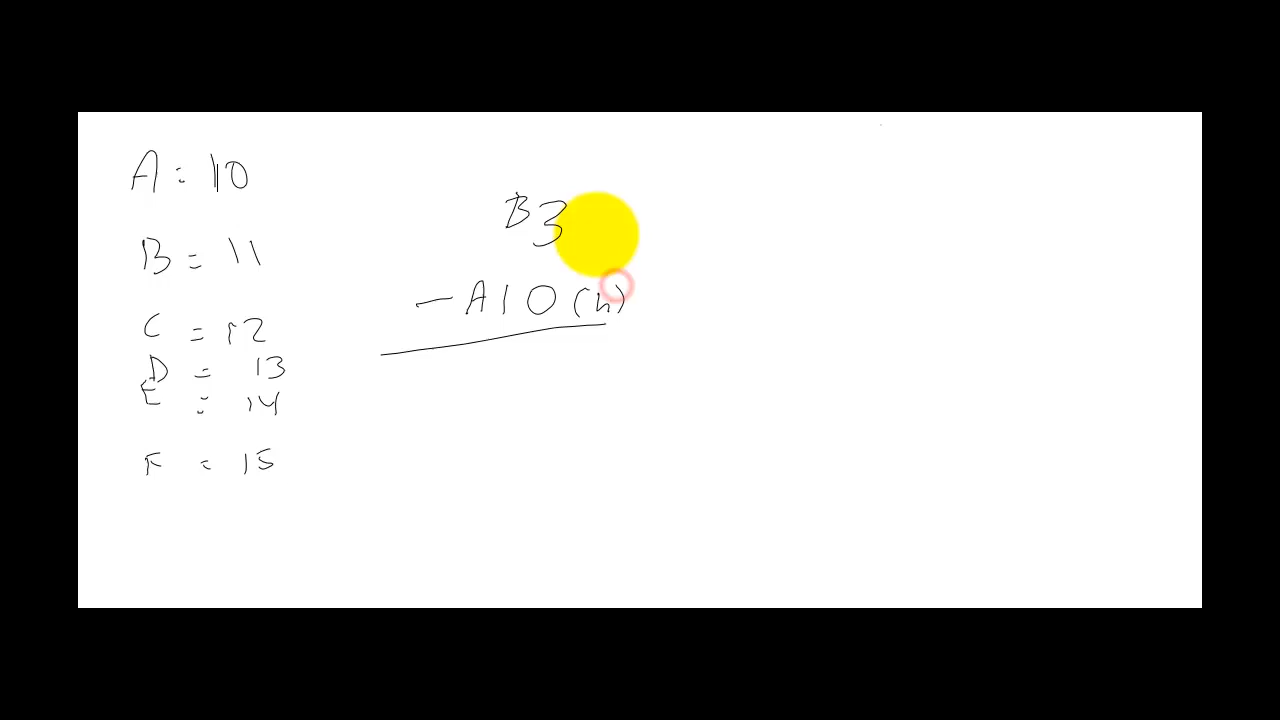 A = 10
B = 11
C = 12
D = 13
E = 14
F = 15
B3
- A10(h)